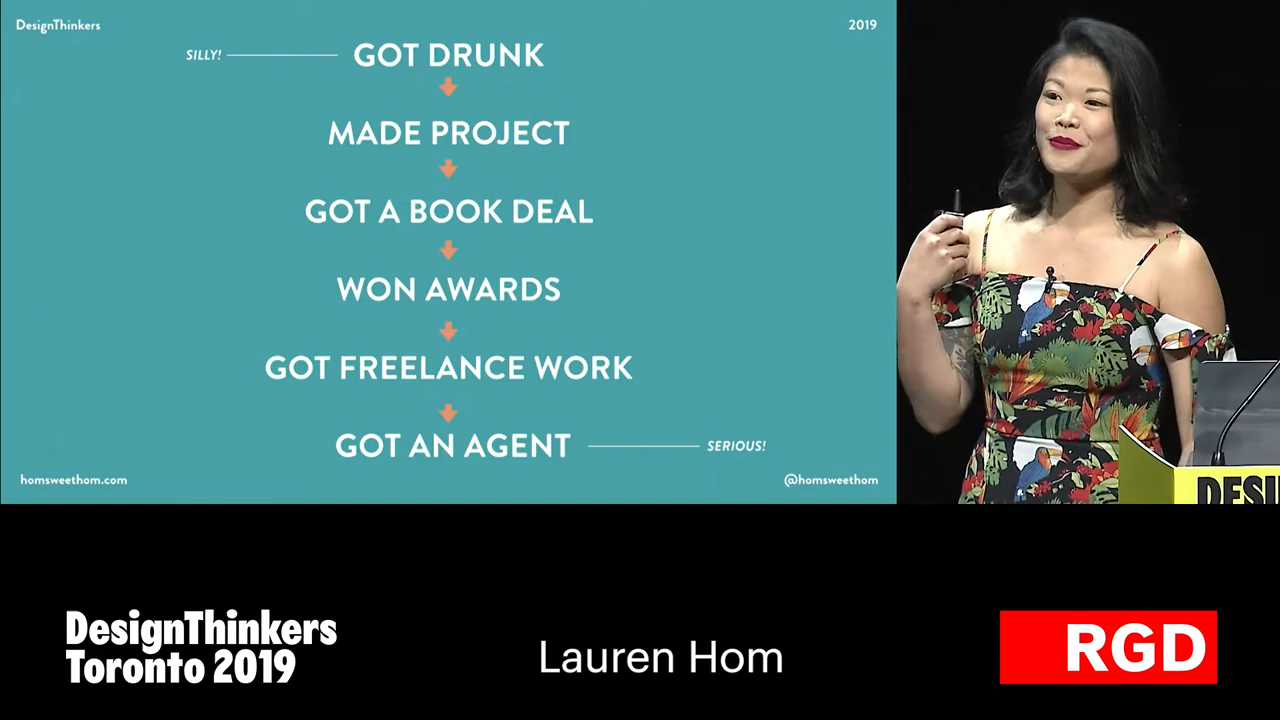 DesignThinkers
2019
SILLY!
GOT DRUNK
MADE PROJECT
GOT A BOOK DEAL
WON AWARDS
GOT FREELANCE WORK
GOT AN AGENT
SERIOUS!
homsweethom.com
@homsweethom
DESI
DesignThinkers
Toronto 2019
Lauren Hom
RGD